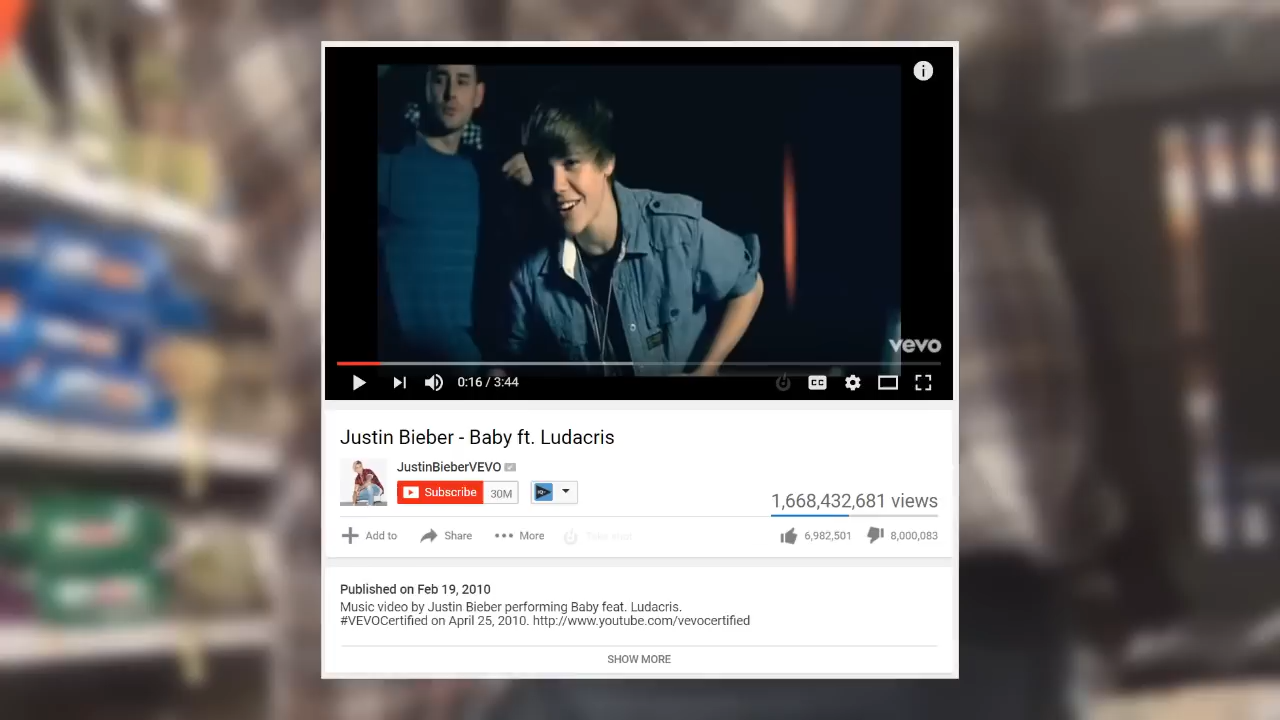 vevo
0:16 / 3:44
CC
Justin Bieber - Baby ft. Ludacris
JustinBieberVEVO
Subscribe 30M
1,668,432,681 views
Add to Share More
6,982,501 8,000,083
Published on Feb 19, 2010
Music video by Justin Bieber performing Baby feat. Ludacris.
#VEVOCertified on April 25, 2010. http://www.youtube.com/vevocertified
SHOW MORE